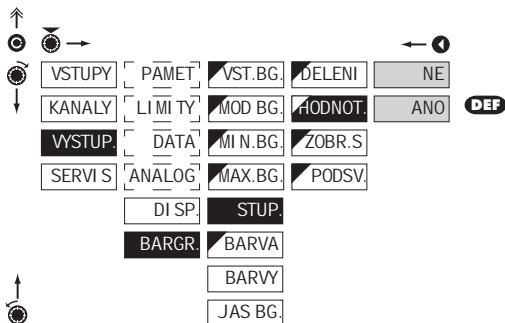 VSTUPY PAMET VST.BG. DELENI NE
KANALY LIMITY MOD BG. HODNOT. ANO DEF
VYSTUP. DATA MIN.BG. ZOBR.S
SERVIS ANALOG MAX.BG. PODSV.
DISP. STUP.
BARGR. BARVA
BARVY
JAS BG.